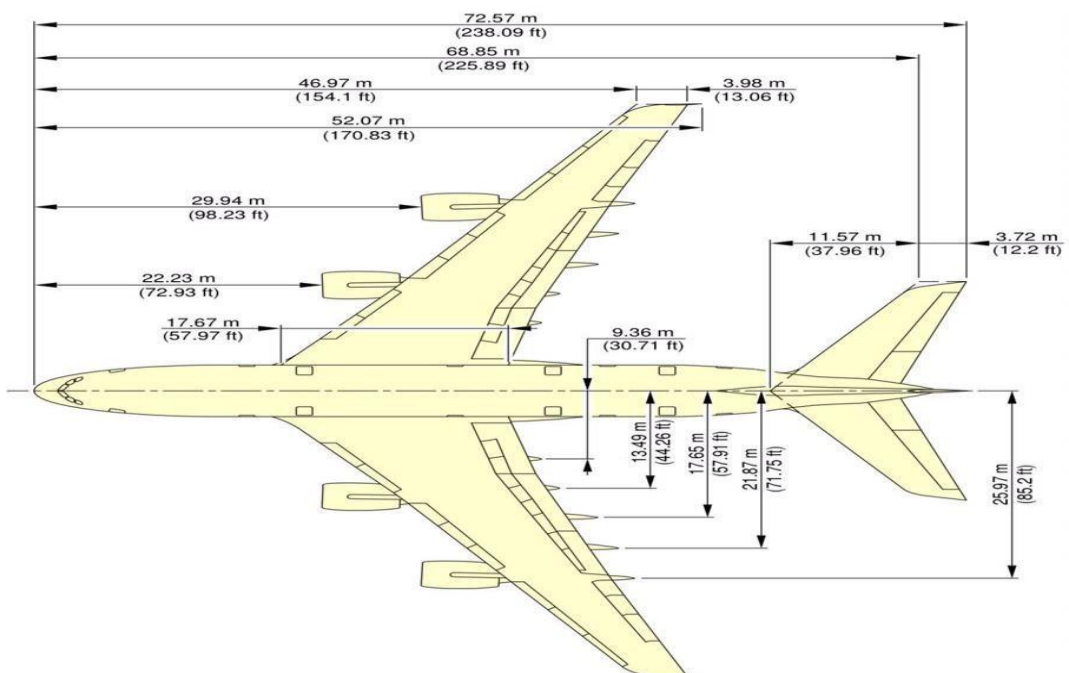 72.57 m
(238.09 ft)
68.85 m
(225.89 ft)
46.97 m
(154.1 ft)
3.98 m
(13.06 ft)
52.07 m
(170.83 ft)
29.94 m
(98.23 ft)
11.57 m
(37.96 ft)
3.72 m
(12.2 ft)
22.23 m
(72.93 ft)
17.67 m
(57.97 ft)
9.36 m
(30.71 ft)
13.49 m
(44.26 ft)
17.65 m
(57.91 ft)
21.87 m
(71.75 ft)
25.97 m
(85.2 ft)